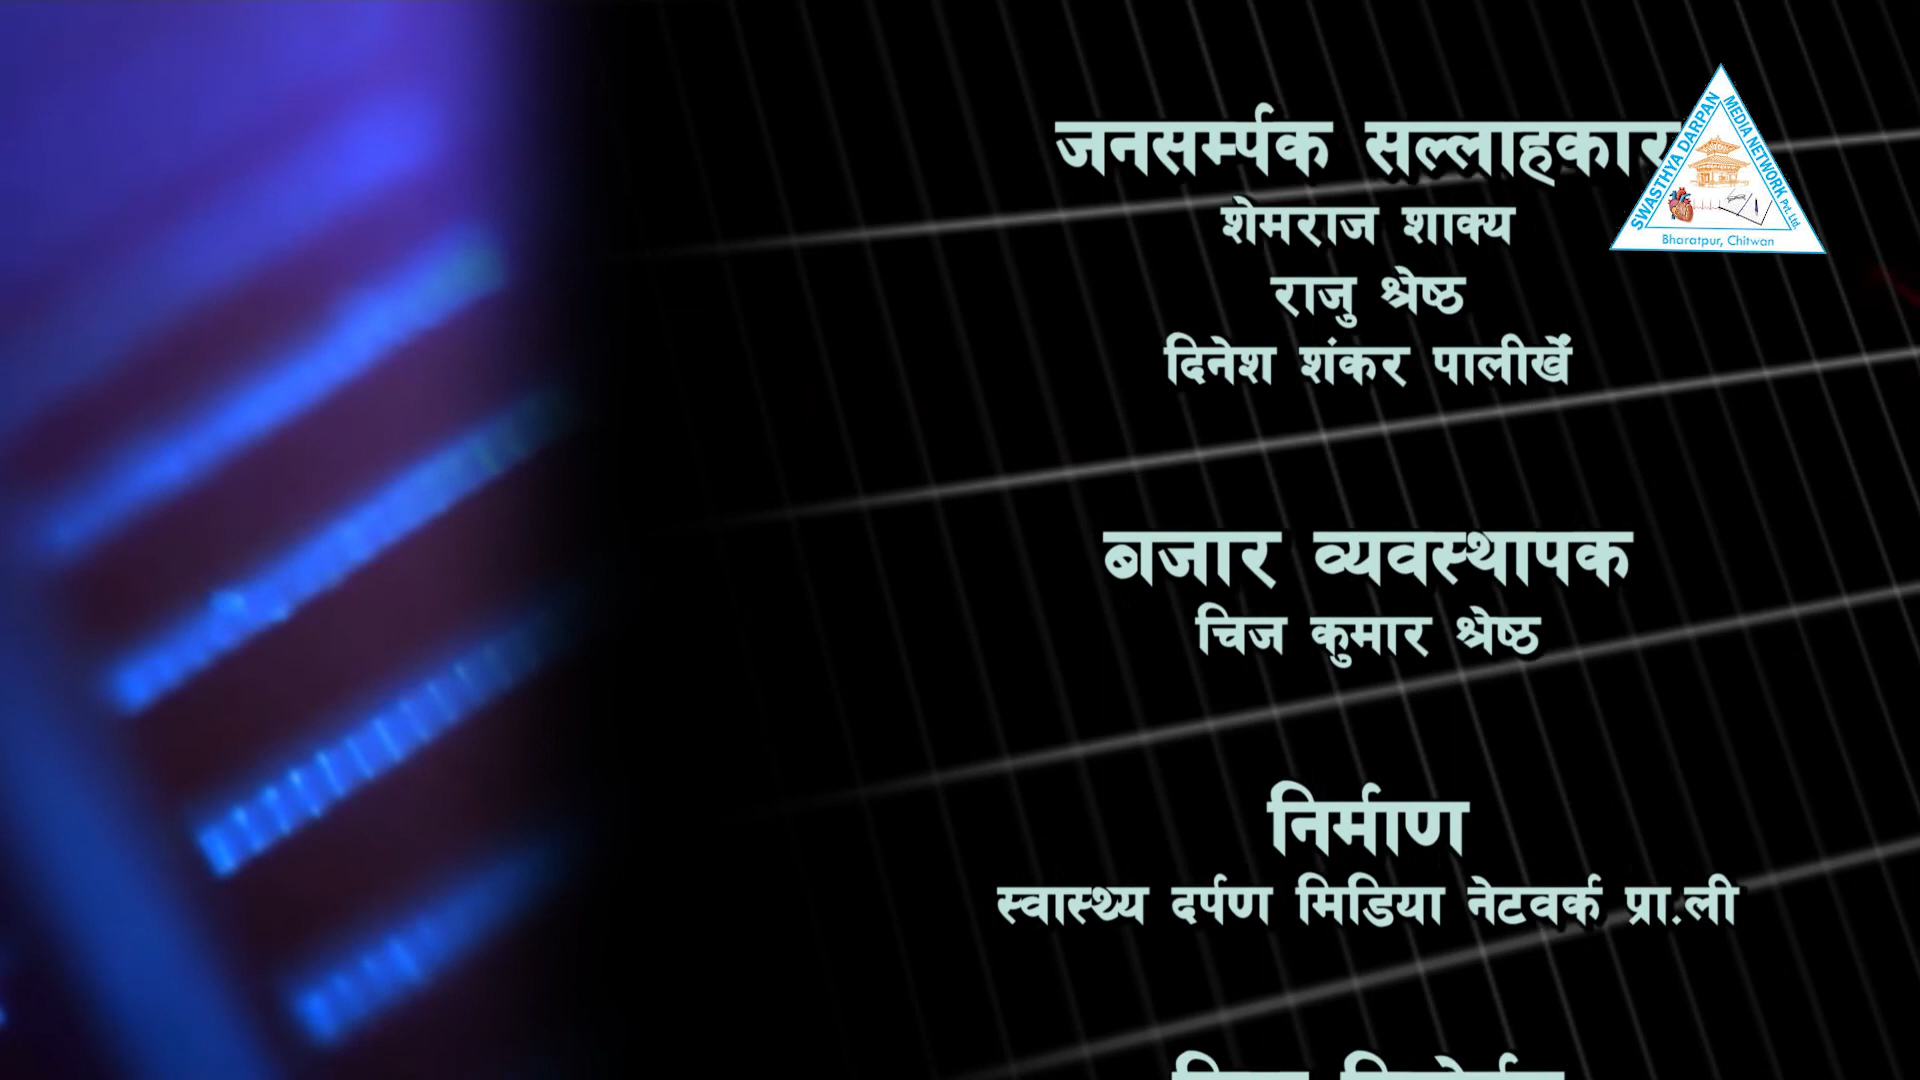 जनसर्म्पक सल्लाहकार
शेमराज शाक्य
राजु श्रेष्ठ
दिनेश शंकर पालीखेँ
बजार व्यवस्थापक
चिज कुमार श्रेष्ठ
निर्माण
स्वास्थ्य दर्पण मिडिया नेटवर्क प्रा.ली
SWASTHYA DARPAN MEDIA NETWORK Pvt. Ltd.
Bharatpur, Chitwan